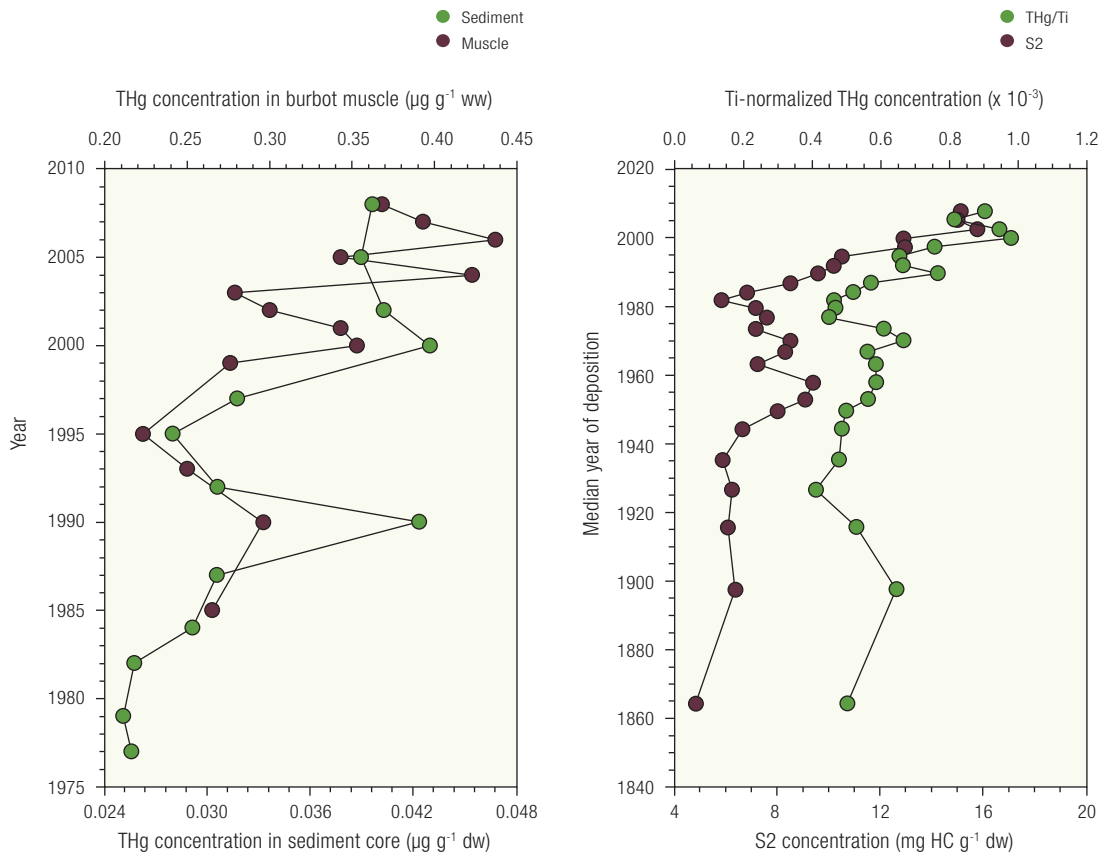 Sediment
Muscle
THg concentration in burbot muscle (µg g-1 ww)
0.20 0.25 0.30 0.35 0.40 0.45
2010
2005
2000
1995
1990
1985
1980
1975
Year
0.024 0.030 0.036 0.042 0.048
THg concentration in sediment core (µg g-1 dw)
THg/Ti
S2
Ti-normalized THg concentration (x 10-3)
0.0 0.2 0.4 0.6 0.8 1.0 1.2
2020
2000
1980
1960
1940
1920
1900
1880
1860
1840
Median year of deposition
4 8 12 16 20
S2 concentration (mg HC g-1 dw)